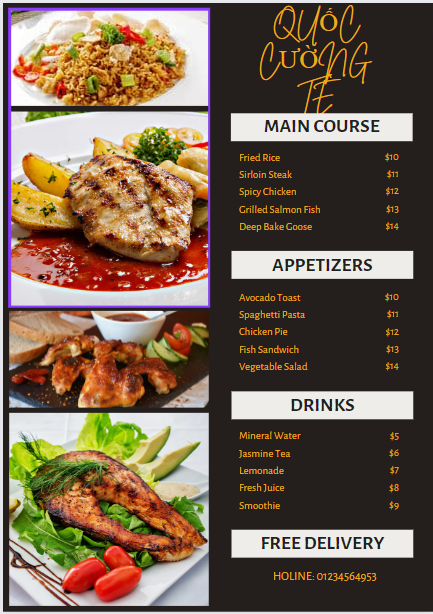 QUỐC
CƯỜNG
TẾ
MAIN COURSE
Fried Rice $10
Sirloin Steak $11
Spicy Chicken $12
Grilled Salmon Fish $13
Deep Bake Goose $14
APPETIZERS
Avocado Toast $10
Spaghetti Pasta $11
Chicken Pie $12
Fish Sandwich $13
Vegetable Salad $14
DRINKS
Mineral Water $5
Jasmine Tea $6
Lemonade $7
Fresh Juice $8
Smoothie $9
FREE DELIVERY
HOLINE: 01234564953